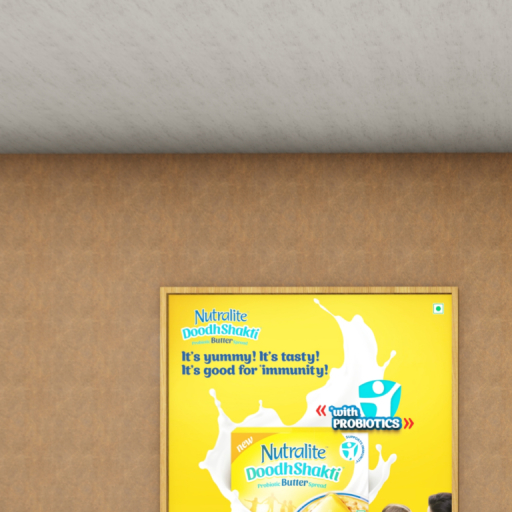 Nutralite
DoodhShakti
Probiotic Butter Spread
It's yummy! It's tasty!
It's good for *immunity!
*with
PROBIOTICS
new
Nutralite
DoodhShakti
Probiotic Butter Spread